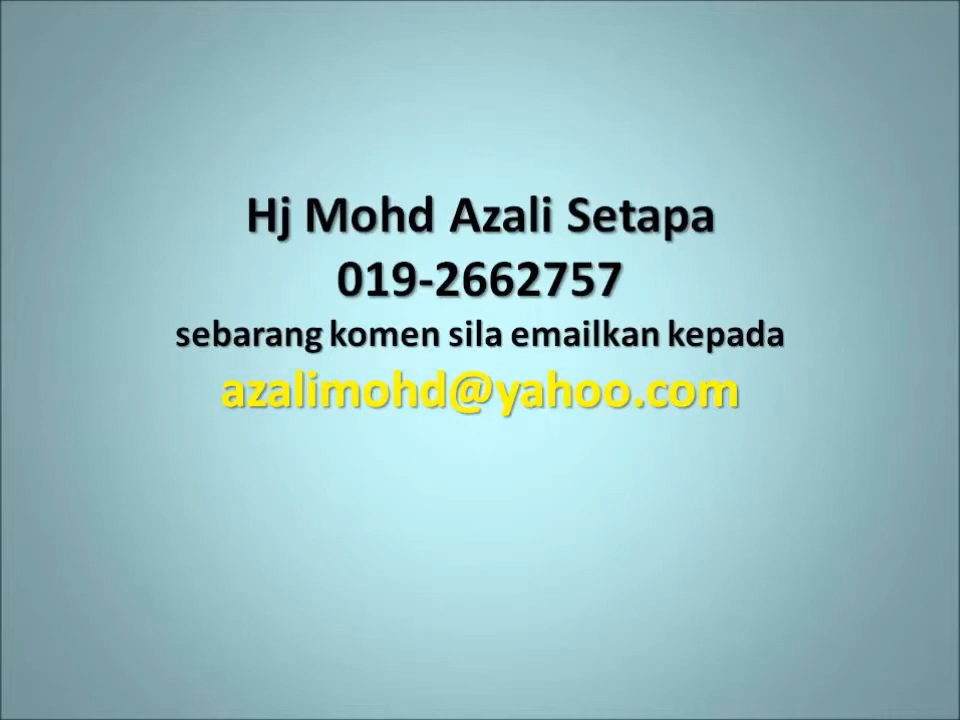 Hj Mohd Azali Setapa
019-2662757
sebarang komen sila emailkan kepada
azalimohd@yahoo.com